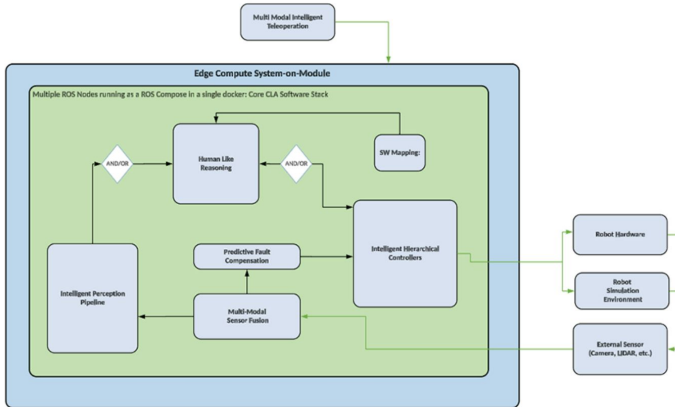 Multi Modal Intelligent
Teleoperation
Edge Compute System-on-Module
Multiple ROS Nodes running as a ROS Compose in a single docker: Core CLA Software Stack
AND/OR
Human Like
Reasoning
AND/OR
SW Mapping:
Intelligent Perception
Pipeline
Predictive Fault
Compensation
Intelligent Hierarchical
Controllers
Multi-Modal
Sensor Fusion
Robot Hardware
Robot
Simulation
Environment
External Sensor
(Camera, LIDAR, etc.)